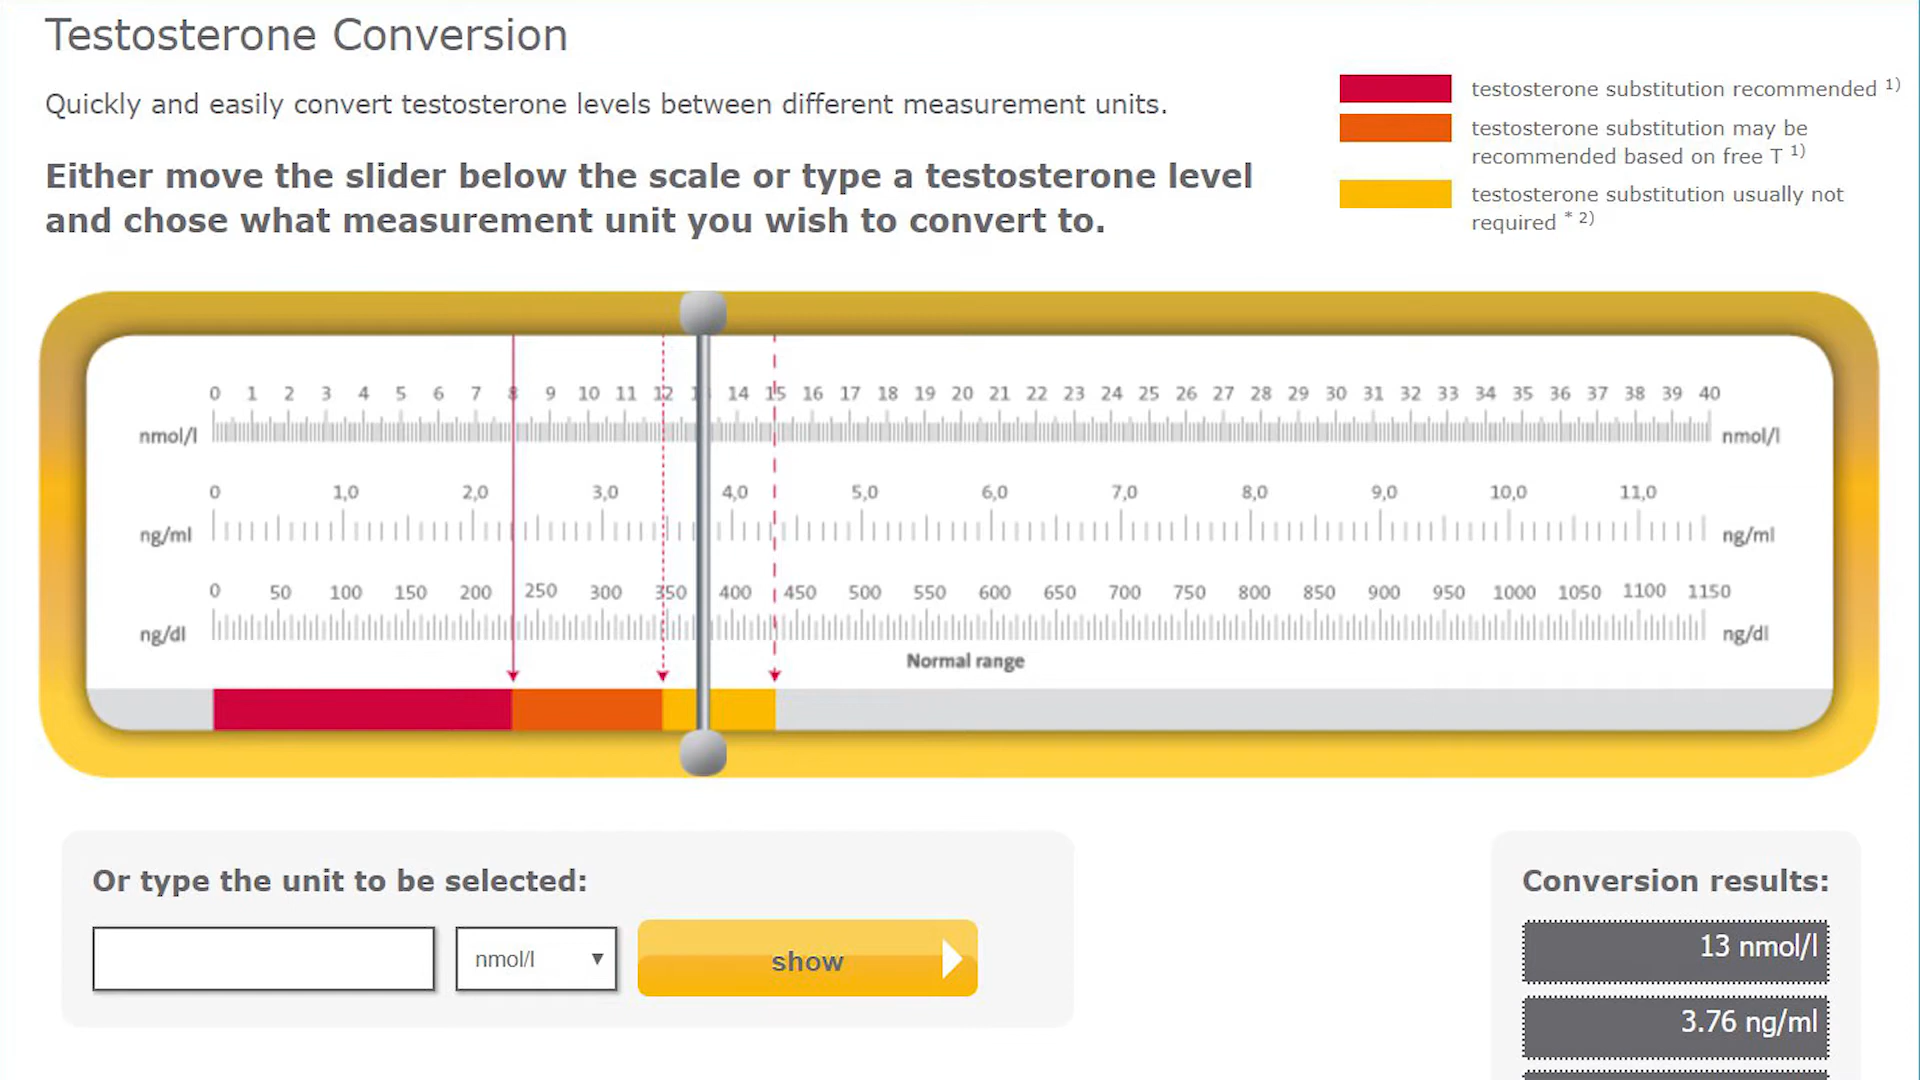 Testosterone Conversion
Quickly and easily convert testosterone levels between different measurement units.
Either move the slider below the scale or type a testosterone level
and chose what measurement unit you wish to convert to.
testosterone substitution recommended 1)
testosterone substitution may be
recommended based on free T 1)
testosterone substitution usually not
required * 2)
0 1 2 3 4 5 6 7 8 9 10 11 12 14 15 16 17 18 19 20 21 22 23 24 25 26 27 28 29 30 31 32 33 34 35 36 37 38 39 40
nmol/l nmol/l
0 1,0 2,0 3,0 4,0 5,0 6,0 7,0 8,0 9,0 10,0 11,0
ng/ml ng/ml
0 50 100 150 200 250 300 350 400 450 500 550 600 650 700 750 800 850 900 950 1000 1050 1100 1150
ng/dl ng/dl
Normal range
Or type the unit to be selected:
nmol/l
show
Conversion results:
13 nmol/l
3.76 ng/ml